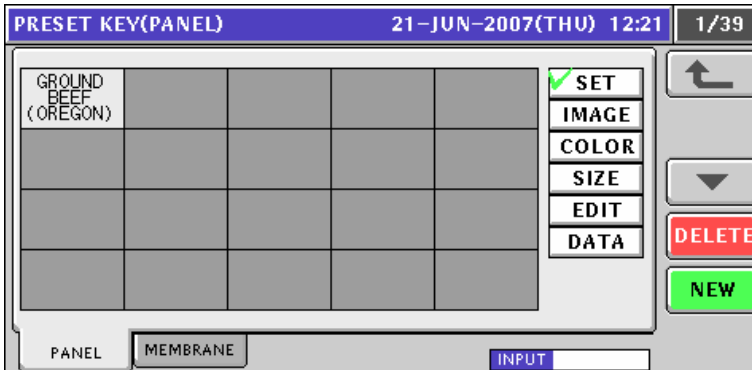 PRESET KEY(PANEL) 21-JUN-2007(THU) 12:21 1/39
GROUND
BEEF
(OREGON)
SET
IMAGE
COLOR
SIZE
EDIT
DATA
DELETE
NEW
PANEL
MEMBRANE
INPUT